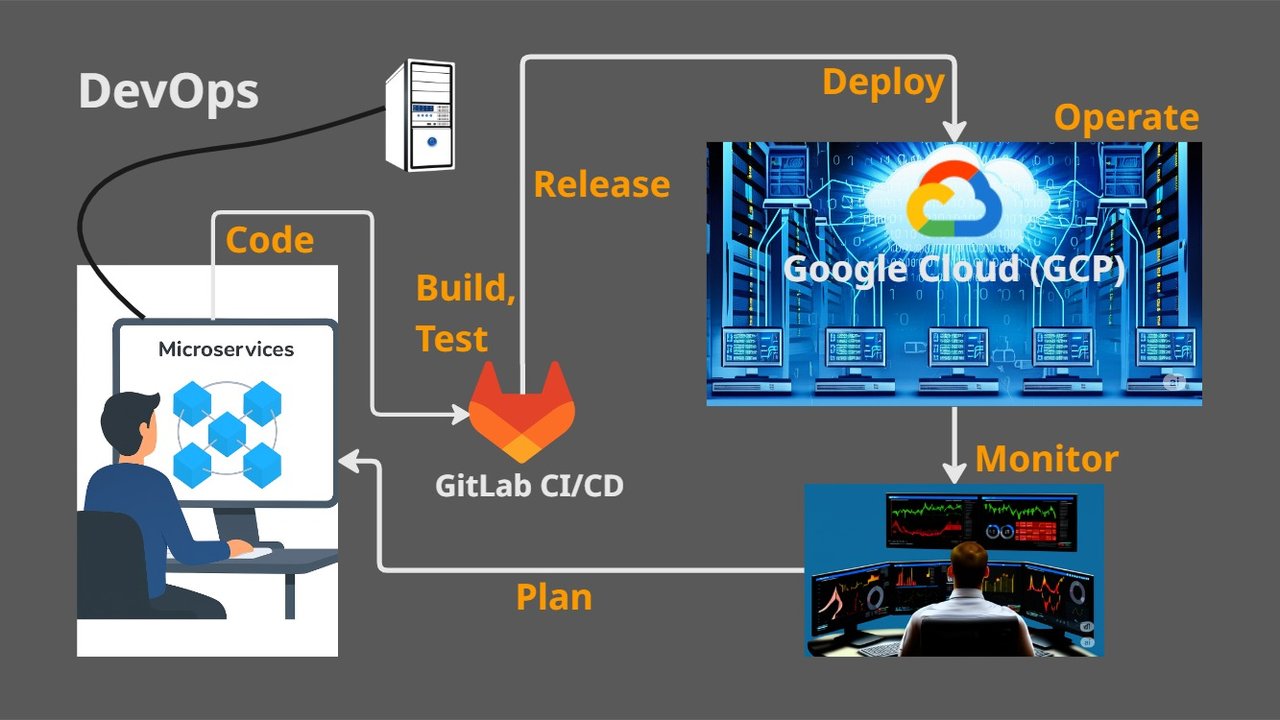 DevOps
Deploy
Operate
Release
Code
Google Cloud (GCP)
Build,
Test
Microservices
Monitor
GitLab CI/CD
Plan